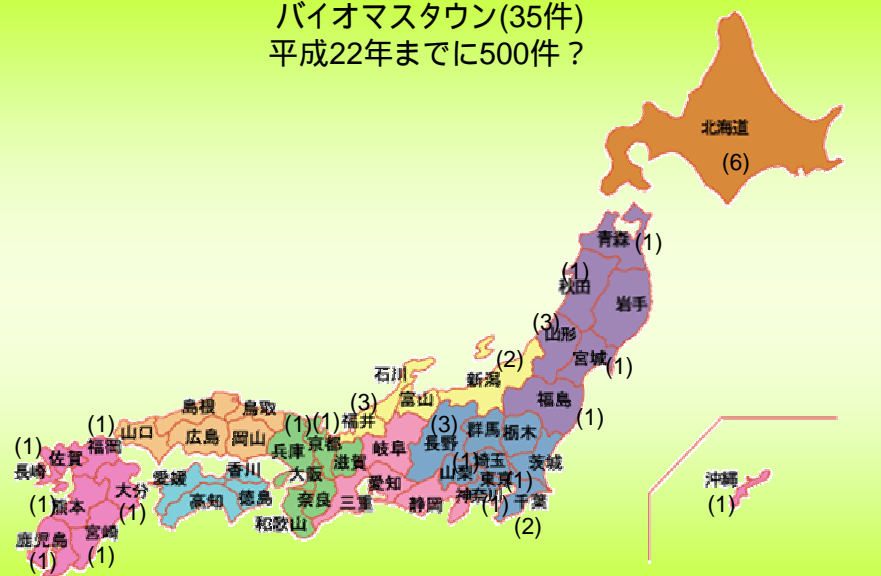 バイオマスタウン(35件)
平成22年までに500件？
北海道
(6)
青森 (1)
(1)
秋田
岩手
(3)
山形
宮城 (1)
福島
(1)
(2)
新潟
石川
富山
(3)
福井
(3)
長野
群馬
栃木
茨城
(1)
山梨
埼玉
東京 (1)
神奈川
(1)
千葉
(2)
岐阜
愛知
静岡
三重
滋賀
(1)
京都
(1)
兵庫
大阪
奈良
和歌山
鳥取
島根
岡山
広島
山口
香川
徳島
愛媛
高知
(1)
福岡
佐賀
(1)
長崎
大分
(1)
(1) 熊本
宮崎
(1)
鹿児島
(1)
沖縄
(1)